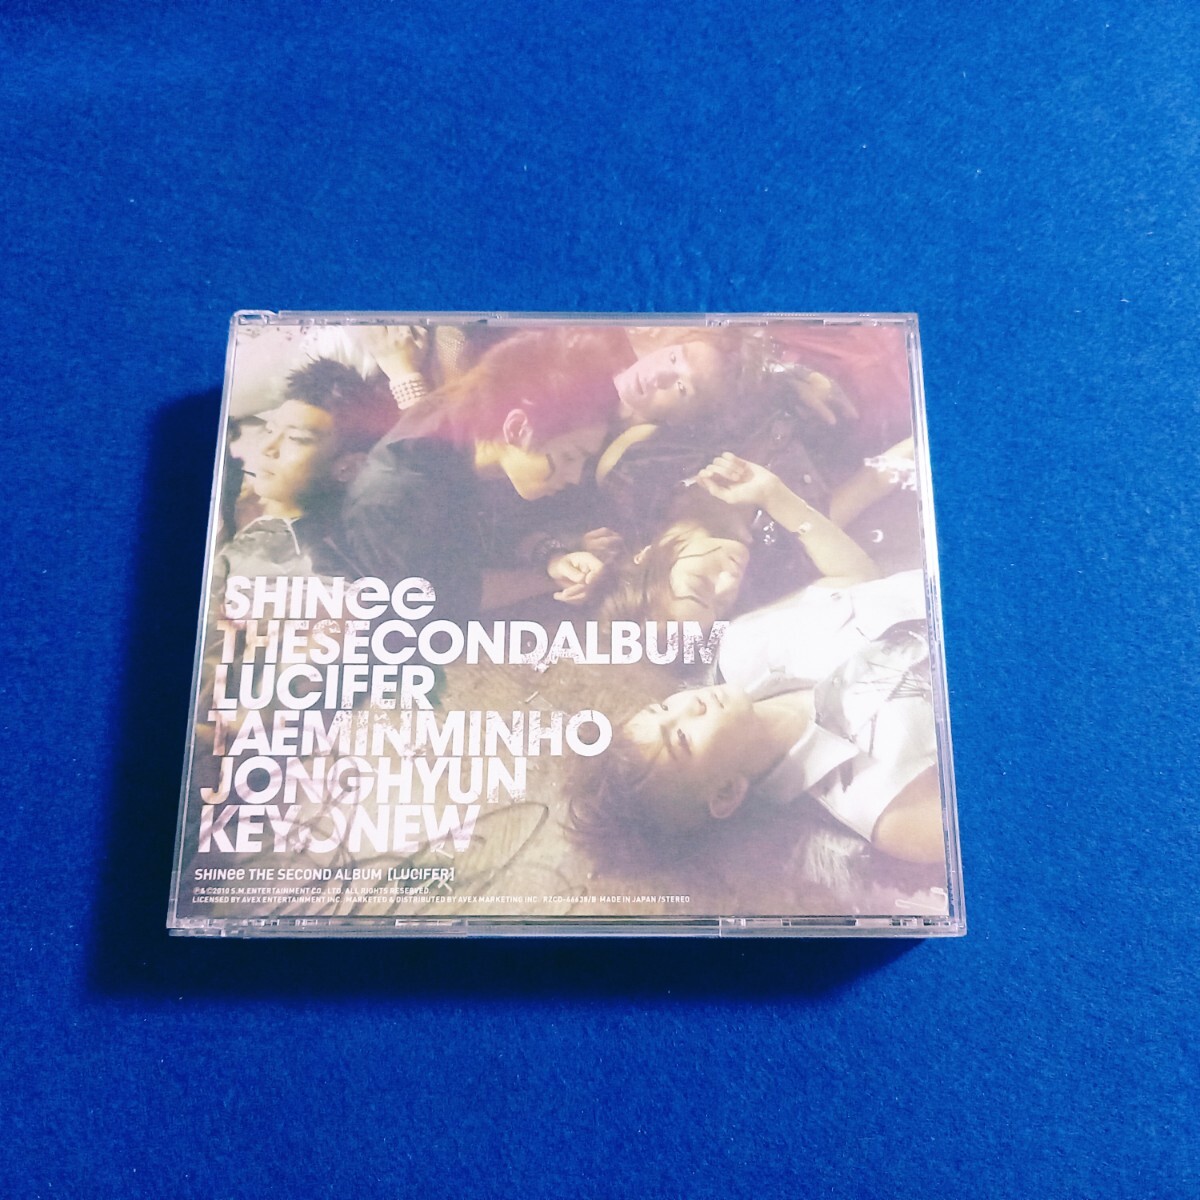 SHINee
THESECONDALBUM
LUCIFER
TAEMINMINHO
JONGHYUN
KEYONEW
SHINee THE SECOND ALBUM [LUCIFER]
℗&©2010 S.M.ENTERTAINMENT CO., LTD. ALL RIGHTS RESERVED.
LICENSED BY AVEX ENTERTAINMENT INC. MARKETED & DISTRIBUTED BY AVEX MARKETING INC. MADE IN JAPAN /STEREO